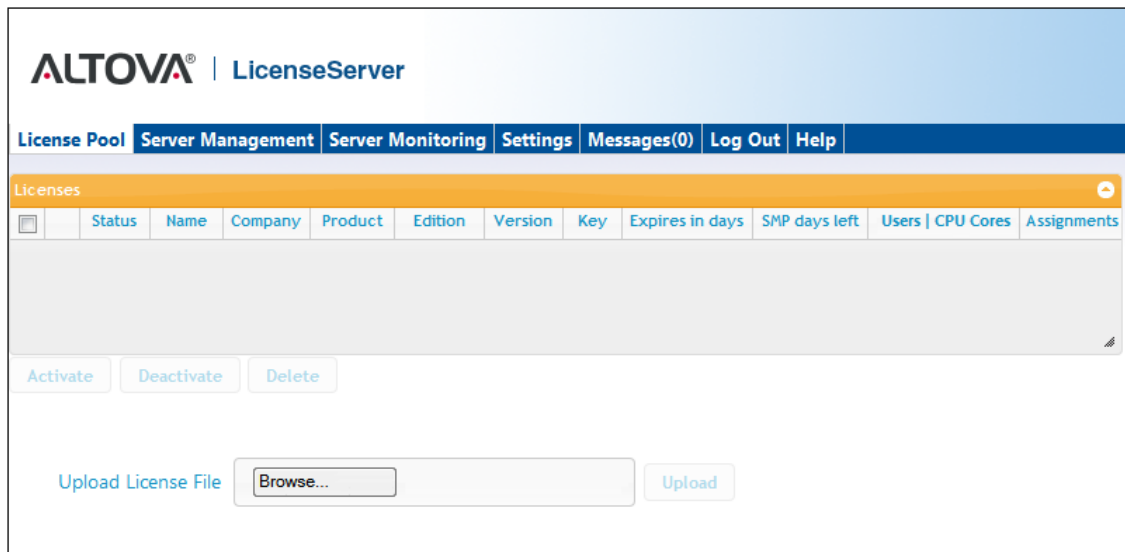 ALTOVA® | LicenseServer
License Pool Server Management Server Monitoring Settings Messages(0) Log Out Help
Licenses
Status Name Company Product Edition Version Key Expires in days SMP days left Users | CPU Cores Assignments
Activate Deactivate Delete
Upload License File Browse... Upload